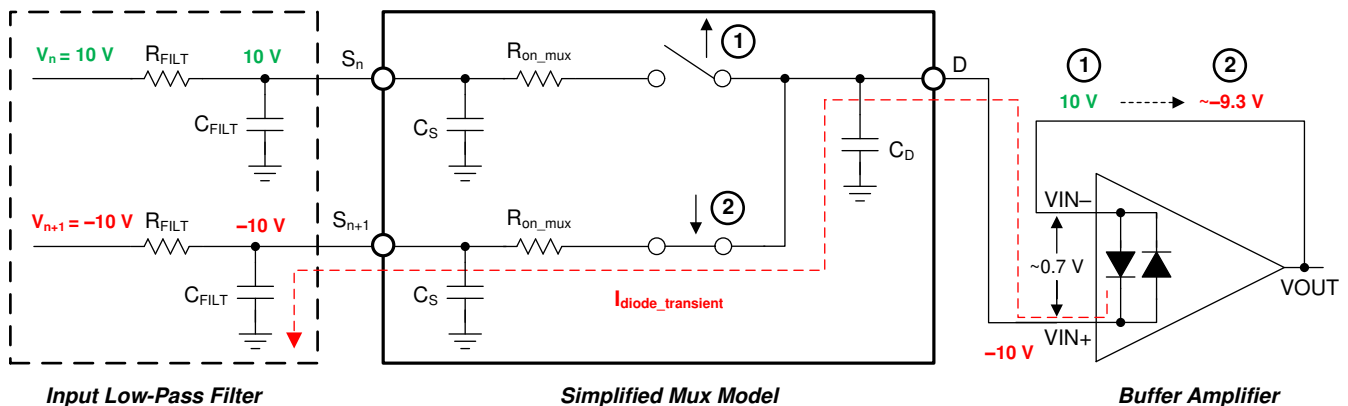 Vn = 10 V
RFILT
10 V
Sn
Ron_mux
1
D
1
2
10 V
~–9.3 V
CFILT
CS
CD
Vn+1 = –10 V
RFILT
–10 V
Sn+1
Ron_mux
2
VIN–
~0.7 V
CFILT
CS
Idiode_transient
VOUT
VIN+
–10 V
Input Low-Pass Filter
Simplified Mux Model
Buffer Amplifier